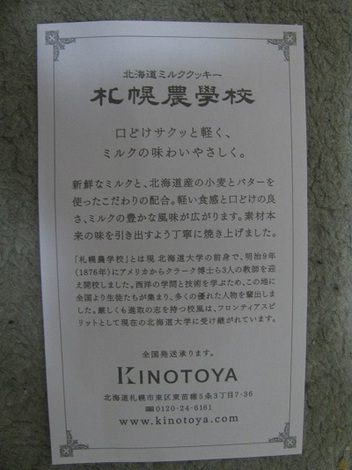 北海道ミルククッキー
札幌農學校
口どけサクッと軽く、
ミルクの味わいやさしく。
新鮮なミルクと、北海道産の小麦とバターを
使ったこだわりの配合。軽い食感と口どけの良
さ、ミルクの豊かな風味が広がります。素材本
来の味を引き出すよう丁寧に焼き上げました。
「札幌農學校」とは現 北海道大学の前身で、明治9年
(1876年)にアメリカからクラーク博士ら3人の教師を迎
え開校しました。西洋の学問と技術を学ぶため、この地に
全国より生徒たちが集まり、多くの優れた人物を輩出しま
した。厳しくも進取の志を持つ校風は、フロンティアスピ
リットとして現在の北海道大学に受け継がれています。
全国発送承ります。
KINOTOYA
北海道札幌市東区東苗穂5条3丁目7-36
0120-24-6161
www.kinotoya.com